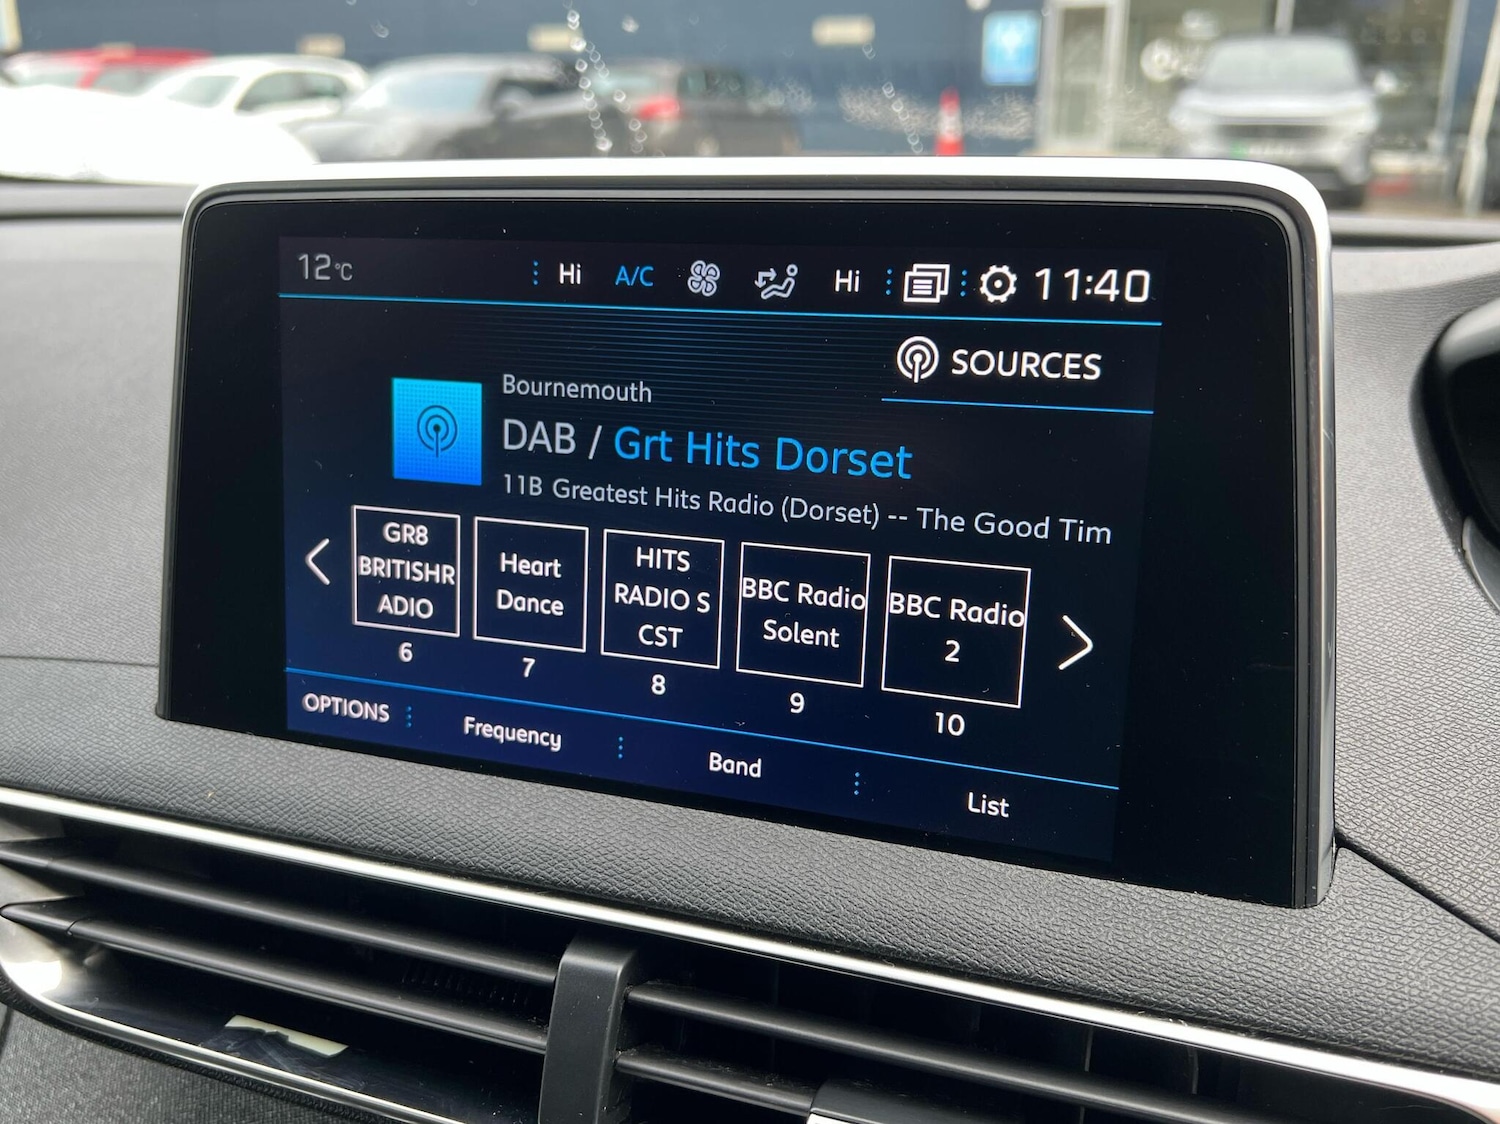 12°C Hi A/C Hi 11:40
SOURCES
Bournemouth
DAB / Grt Hits Dorset
11B Greatest Hits Radio (Dorset) -- The Good Tim
GR8
BRITISHR
ADIO
6
Heart
Dance
7
HITS
RADIO S
CST
8
BBC Radio
Solent
9
BBC Radio
2
10
OPTIONS Frequency Band List